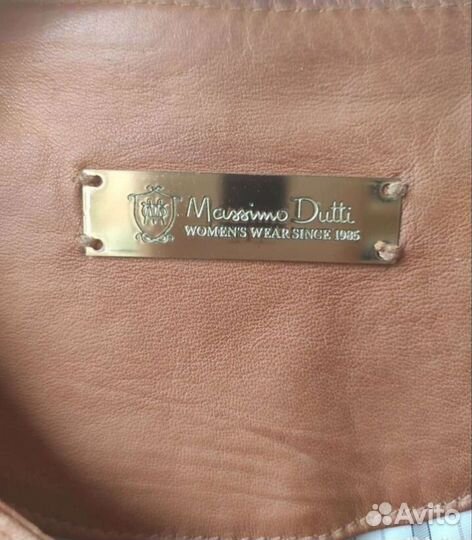 Massimo Dutti
WOMEN'S WEAR SINCE 1985
Avito